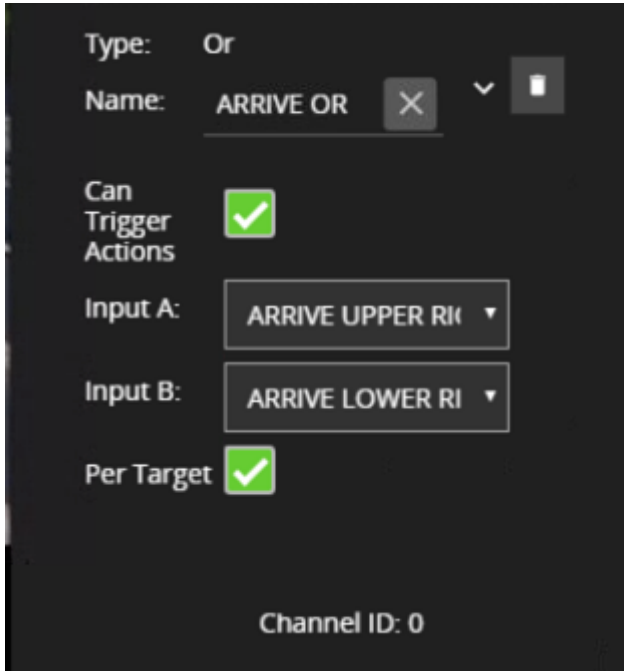 Type: Or
Name: ARRIVE OR
Can
Trigger
Actions
Input A: ARRIVE UPPER RI
Input B: ARRIVE LOWER RI
Per Target
Channel ID: 0